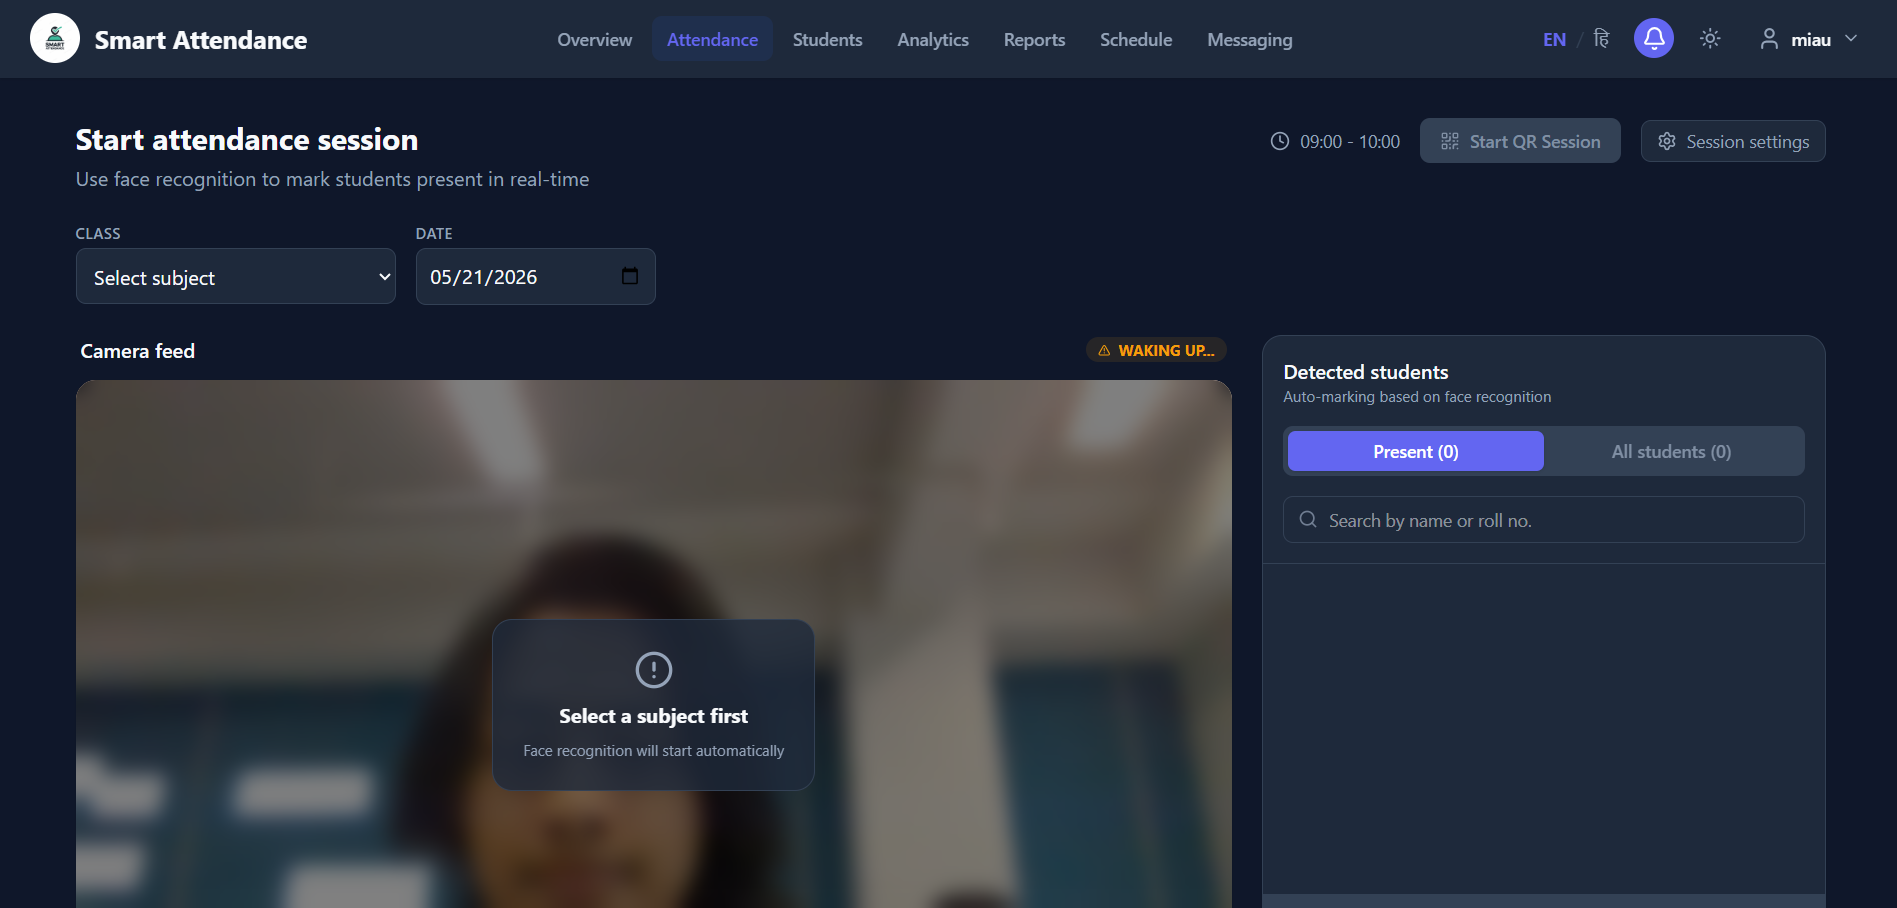 SMART
Smart Attendance
Overview
Attendance
Students
Analytics
Reports
Schedule
Messaging
EN / हि
miau
Start attendance session
Use face recognition to mark students present in real-time
09:00 - 10:00
Start QR Session
Session settings
CLASS
Select subject
DATE
05/21/2026
Camera feed
WAKING UP...
Select a subject first
Face recognition will start automatically
Detected students
Auto-marking based on face recognition
Present (0)
All students (0)
Search by name or roll no.